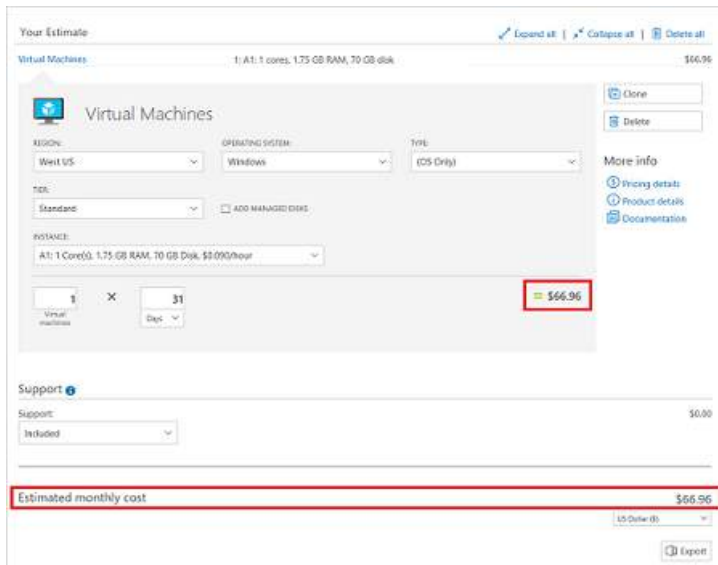 Your Estimate Expand all | Collapse all | Delete all
Virtual Machines 1: A1: 1 cores, 1.75 GB RAM, 70 GB disk $66.96
Virtual Machines
Clone
Delete
REGION: OPERATING SYSTEM: TYPE:
West US Windows (OS Only)
More info
Pricing details
Product details
Documentation
TIER:
Standard ADD MANAGED DISKS
INSTANCE:
A1: 1 Core(s), 1.75 GB RAM, 70 GB Disk, $0.090/hour
1 × 31 = $66.96
Virtual machines Days
Support
Support: $0.00
Included
Estimated monthly cost $66.96
US Dollar ($)
Export